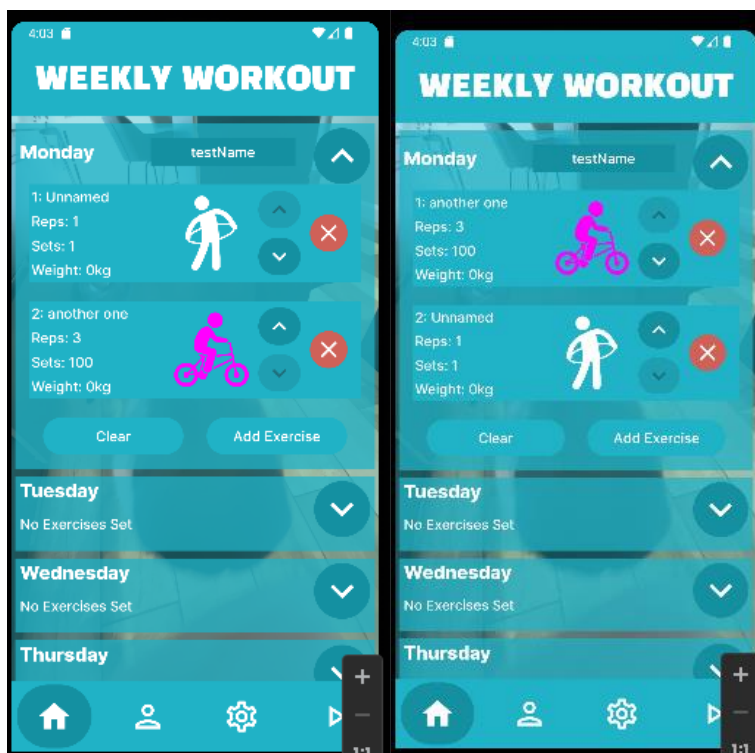 4:03
WEEKLY WORKOUT
Monday
testName
1: Unnamed
Reps: 1
Sets: 1
Weight: 0kg
2: another one
Reps: 3
Sets: 100
Weight: 0kg
Clear
Add Exercise
Tuesday
No Exercises Set
Wednesday
No Exercises Set
Thursday
1:1
4:03
WEEKLY WORKOUT
Monday
testName
1: another one
Reps: 3
Sets: 100
Weight: 0kg
2: Unnamed
Reps: 1
Sets: 1
Weight: 0kg
Clear
Add Exercise
Tuesday
No Exercises Set
Wednesday
No Exercises Set
Thursday
1:1